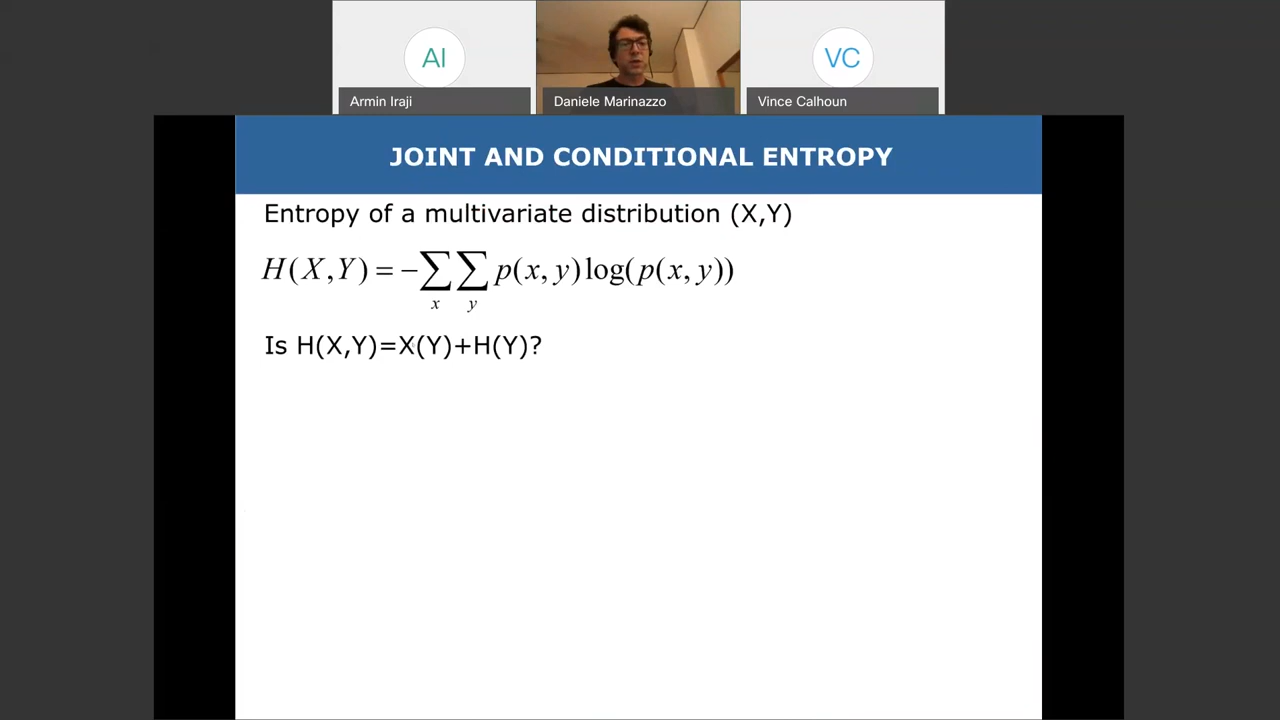 AI
VC
Armin Iraji
Daniele Marinazzo
Vince Calhoun
JOINT AND CONDITIONAL ENTROPY
Entropy of a multivariate distribution (X,Y)
H(X,Y) = −∑∑ p(x, y)log(p(x, y))
x y
Is H(X,Y)=X(Y)+H(Y)?